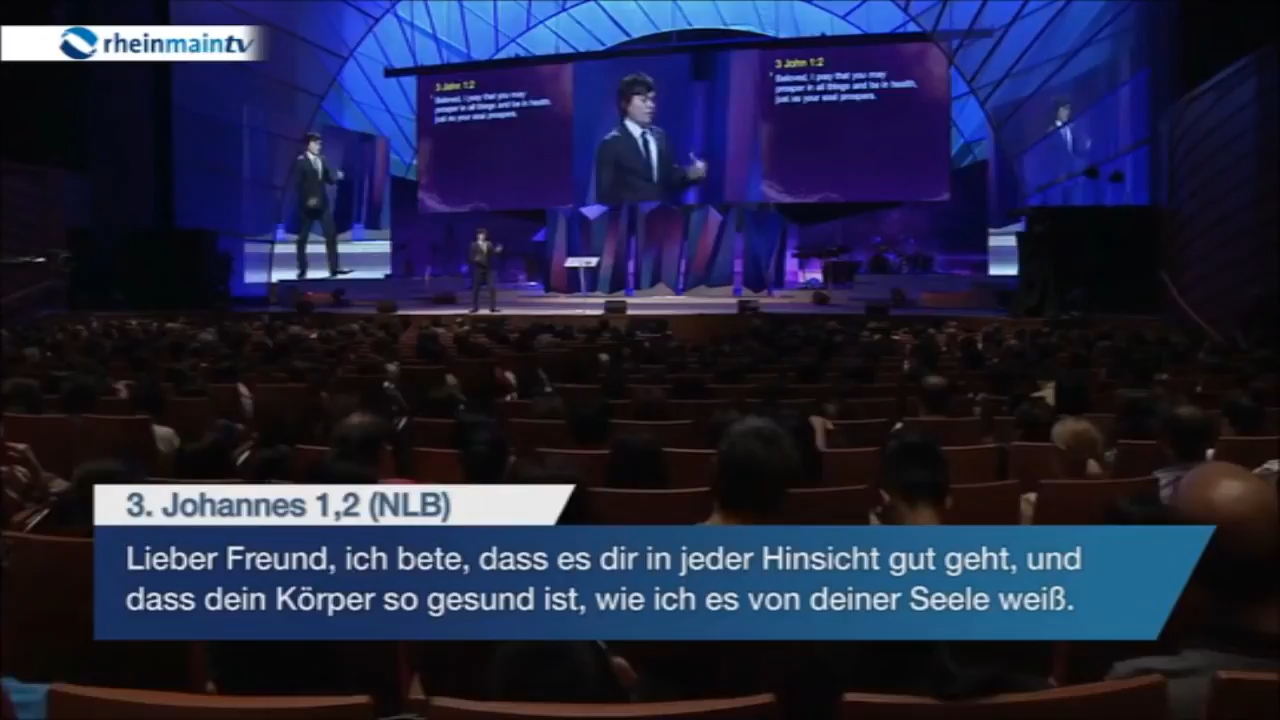 rheinmaintv
3 John 1:2
Beloved, I pray that you may
prosper in all things and be in health,
just as your soul prospers.
3 John 1:2
Beloved, I pray that you may
prosper in all things and be in health,
just as your soul prospers.
3. Johannes 1,2 (NLB)
Lieber Freund, ich bete, dass es dir in jeder Hinsicht gut geht, und
dass dein Körper so gesund ist, wie ich es von deiner Seele weiß.